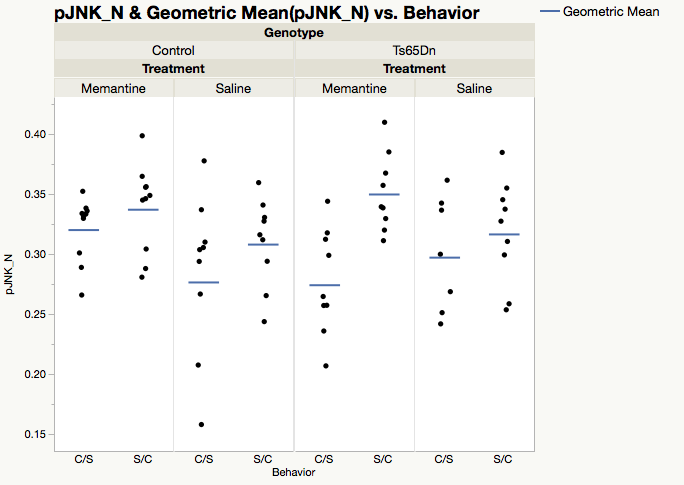 pJNK_N & Geometric Mean(pJNK_N) vs. Behavior
Geometric Mean
Genotype
Control Ts65Dn
Treatment Treatment
Memantine Saline Memantine Saline
pJNK_N
0.40
0.35
0.30
0.25
0.20
0.15
C/S S/C C/S S/C C/S S/C C/S S/C
Behavior